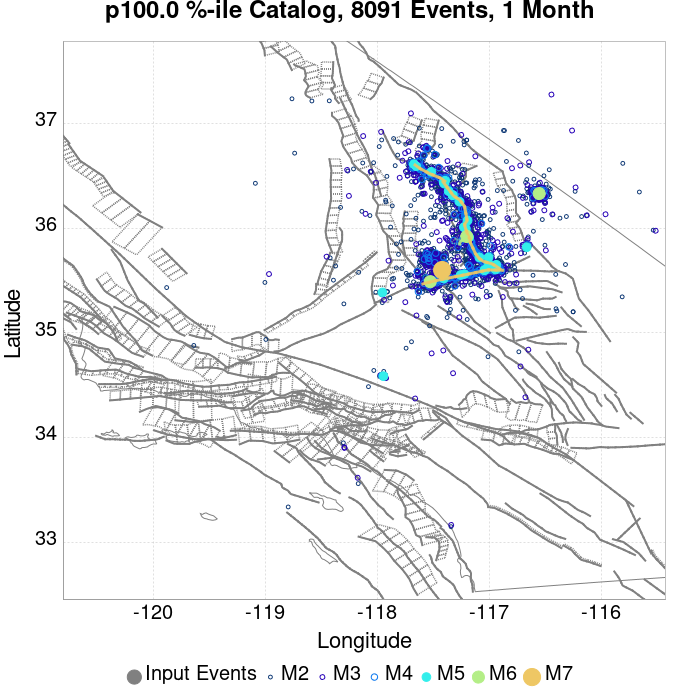 p100.0 %-ile Catalog, 8091 Events, 1 Month
37
36
35
34
33
Latitude
-120 -119 -118 -117 -116
Longitude
Input Events M2 M3 M4 M5 M6 M7